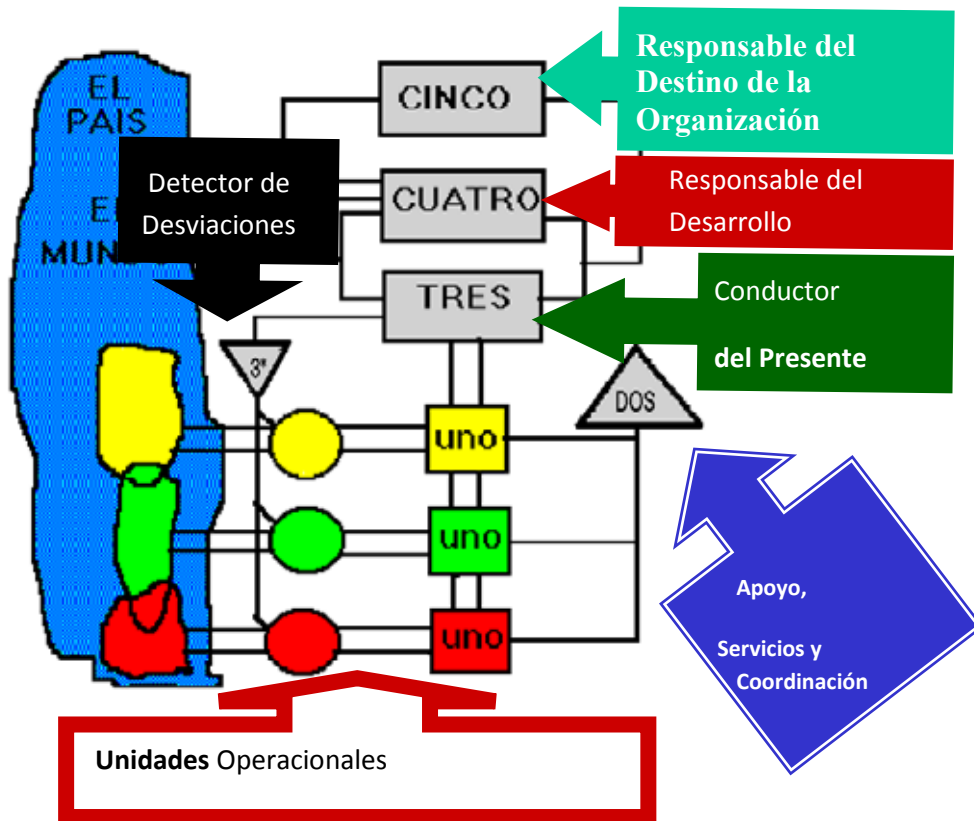 EL
PAIS
E
MUN
Detector de
Desviaciones
CINCO
CUATRO
TRES
Responsable del
Destino de la
Organización
Responsable del
Desarrollo
Conductor
del Presente
3*
DOS
uno
uno
uno
Apoyo,
Servicios y
Coordinación
Unidades Operacionales